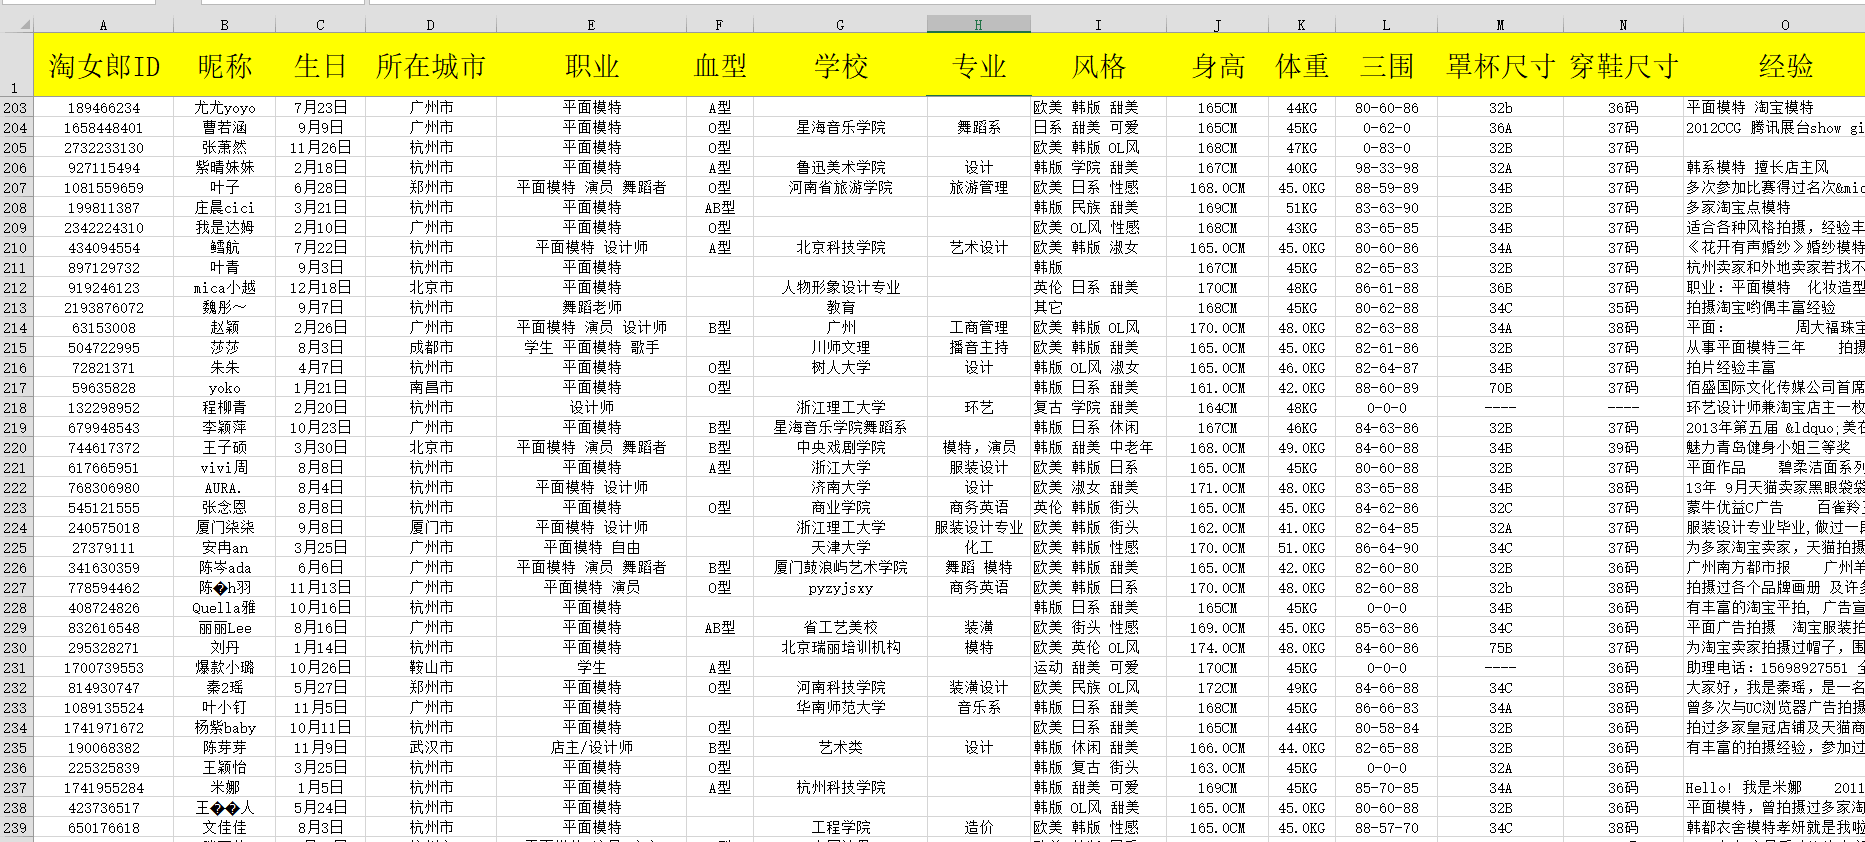 A B C D E F G H I J K L M N O
1 淘女郎ID 昵称 生日 所在城市 职业 血型 学校 专业 风格 身高 体重 三围 罩杯尺寸 穿鞋尺寸 经验
203 189466234 尤尤yoyo 7月23日 广州市 平面模特 A型 欧美 韩版 甜美 165CM 44KG 80-60-86 32b 36码 平面模特 淘宝模特
204 1658448401 曹若涵 9月9日 广州市 平面模特 O型 星海音乐学院 舞蹈系 日系 甜美 可爱 165CM 45KG 0-62-0 36A 37码 2012CCG 腾讯展台show gi
205 2732233130 张萧然 11月26日 杭州市 平面模特 O型 欧美 韩版 OL风 168CM 47KG 0-83-0 32B 37码
206 927115494 紫晴妹妹 2月18日 杭州市 平面模特 A型 鲁迅美术学院 设计 韩版 学院 甜美 167CM 40KG 98-33-98 32A 37码 韩系模特 擅长店主风
207 1081559659 叶子 6月28日 郑州市 平面模特 演员 舞蹈者 O型 河南省旅游学院 旅游管理 欧美 日系 性感 168.0CM 45.0KG 88-59-89 34B 37码 多次参加比赛得过名次&mic
208 199811387 庄晨cici 3月21日 杭州市 平面模特 AB型 韩版 民族 甜美 169CM 51KG 83-63-90 32B 37码 多家淘宝点模特
209 2342224310 我是达姆 2月10日 广州市 平面模特 O型 欧美 OL风 性感 168CM 43KG 83-65-85 34B 37码 适合各种风格拍摄，经验丰
210 434094554 鳕航 7月22日 杭州市 平面模特 设计师 A型 北京科技学院 艺术设计 欧美 韩版 淑女 165.0CM 45.0KG 80-60-86 34A 37码 《花开有声婚纱》婚纱模特
211 897129732 叶青 9月3日 杭州市 平面模特 韩版 167CM 45KG 82-65-83 32B 37码 杭州卖家和外地卖家若找不
212 919246123 mica小越 12月18日 北京市 平面模特 人物形象设计专业 英伦 日系 甜美 170CM 48KG 86-61-88 36B 37码 职业：平面模特 化妆造型
213 2193876072 魏彤～ 9月7日 杭州市 舞蹈老师 教育 其它 168CM 45KG 80-62-88 34C 35码 拍摄淘宝哟偶丰富经验
214 63153008 赵颖 2月26日 广州市 平面模特 演员 设计师 B型 广州 工商管理 欧美 韩版 OL风 170.0CM 48.0KG 82-63-88 34A 38码 平面： 周大福珠宝
215 504722995 莎莎 8月3日 成都市 学生 平面模特 歌手 川师文理 播音主持 欧美 韩版 甜美 165.0CM 45.0KG 82-61-86 32B 37码 从事平面模特三年 拍摄
216 72821371 朱朱 4月7日 杭州市 平面模特 O型 树人大学 设计 韩版 OL风 淑女 165.0CM 46.0KG 82-64-87 34B 37码 拍片经验丰富
217 59635828 yoko 1月21日 南昌市 平面模特 O型 韩版 日系 甜美 161.0CM 42.0KG 88-60-89 70B 37码 佰盛国际文化传媒公司首席
218 132298952 程柳青 2月20日 杭州市 设计师 浙江理工大学 环艺 复古 学院 甜美 164CM 48KG 0-0-0 ---- ---- 环艺设计师兼淘宝店主一枚
219 679948543 李颖萍 10月23日 广州市 平面模特 B型 星海音乐学院舞蹈系 韩版 日系 休闲 167CM 46KG 84-63-86 32B 37码 2013年第五届 &ldquo;美在
220 744617372 王子硕 3月30日 北京市 平面模特 演员 舞蹈者 B型 中央戏剧学院 模特，演员 韩版 甜美 中老年 168.0CM 49.0KG 84-60-88 34B 39码 魅力青岛健身小姐三等奖
221 617665951 vivi周 8月8日 杭州市 平面模特 A型 浙江大学 服装设计 欧美 韩版 日系 165.0CM 45KG 80-60-88 32B 37码 平面作品 碧柔洁面系列
222 768306980 AURA. 8月4日 杭州市 平面模特 设计师 济南大学 设计 欧美 淑女 甜美 171.0CM 48.0KG 83-65-88 34B 38码 13年 9月天猫卖家黑眼袋袋
223 545121555 张念恩 8月8日 杭州市 平面模特 O型 商业学院 商务英语 英伦 韩版 街头 165.0CM 45KG 84-62-86 32C 37码 蒙牛优益C广告 百雀羚三
224 240575018 厦门柒柒 9月8日 厦门市 平面模特 设计师 浙江理工大学 服装设计专业 欧美 韩版 街头 162.0CM 41.0KG 82-64-85 32A 37码 服装设计专业毕业,做过一段
225 27379111 安冉an 3月25日 广州市 平面模特 自由 天津大学 化工 欧美 韩版 性感 170.0CM 51.0KG 86-64-90 34C 37码 为多家淘宝卖家，天猫拍摄
226 341630359 陈岑ada 6月6日 广州市 平面模特 演员 舞蹈者 B型 厦门鼓浪屿艺术学院 舞蹈 模特 欧美 韩版 甜美 165.0CM 42.0KG 82-60-80 32B 36码 广州南方都市报 广州羊
227 778594462 陈�h羽 11月13日 广州市 平面模特 演员 O型 pyzyjsxy 商务英语 欧美 韩版 日系 170.0CM 48.0KG 82-60-88 32b 38码 拍摄过各个品牌画册 及许多
228 408724826 Quella雅 10月16日 杭州市 平面模特 韩版 日系 甜美 165CM 45KG 0-0-0 34B 36码 有丰富的淘宝平拍, 广告宣
229 832616548 丽丽Lee 8月16日 广州市 平面模特 AB型 省工艺美校 装潢 欧美 街头 性感 169.0CM 45.0KG 85-63-86 34C 36码 平面广告拍摄 淘宝服装拍
230 295328271 刘丹 1月14日 杭州市 平面模特 北京瑞丽培训机构 模特 欧美 英伦 OL风 174.0CM 48.0KG 84-60-86 75B 37码 为淘宝卖家拍摄过帽子，围
231 1700739553 爆款小璐 10月26日 鞍山市 学生 A型 运动 甜美 可爱 170CM 45KG 0-0-0 ---- 36码 助理电话：15698927551 全
232 814930747 秦2瑶 5月27日 郑州市 平面模特 O型 河南科技学院 装潢设计 欧美 民族 OL风 172CM 49KG 84-66-88 34C 38码 大家好，我是秦瑶，是一名
233 1089135524 叶小钉 11月5日 广州市 平面模特 华南师范大学 音乐系 韩版 日系 甜美 168CM 45KG 86-66-83 34A 38码 曾多次与UC浏览器广告拍摄
234 1741971672 杨紫baby 10月11日 杭州市 平面模特 O型 欧美 日系 甜美 165CM 44KG 80-58-84 32B 36码 拍过多家皇冠店铺及天猫商
235 190068382 陈芽芽 11月9日 武汉市 店主/设计师 B型 艺术类 设计 韩版 休闲 甜美 166.0CM 44.0KG 82-65-88 32B 36码 有丰富的拍摄经验，参加过
236 225325839 王颖怡 3月25日 杭州市 平面模特 O型 韩版 复古 街头 163.0CM 45KG 0-0-0 32A 36码
237 1741955284 米娜 1月5日 杭州市 平面模特 A型 杭州科技学院 韩版 甜美 可爱 169CM 45KG 85-70-85 34A 36码 Hello! 我是米娜 2011
238 423736517 王��人 5月24日 杭州市 平面模特 韩版 OL风 甜美 165.0CM 45.0KG 80-60-88 32B 36码 平面模特，曾拍摄过多家淘
239 650176618 文佳佳 8月3日 杭州市 平面模特 工程学院 造价 欧美 韩版 性感 165.0CM 45.0KG 88-57-70 34C 38码 韩都衣舍模特孝妍就是我啦